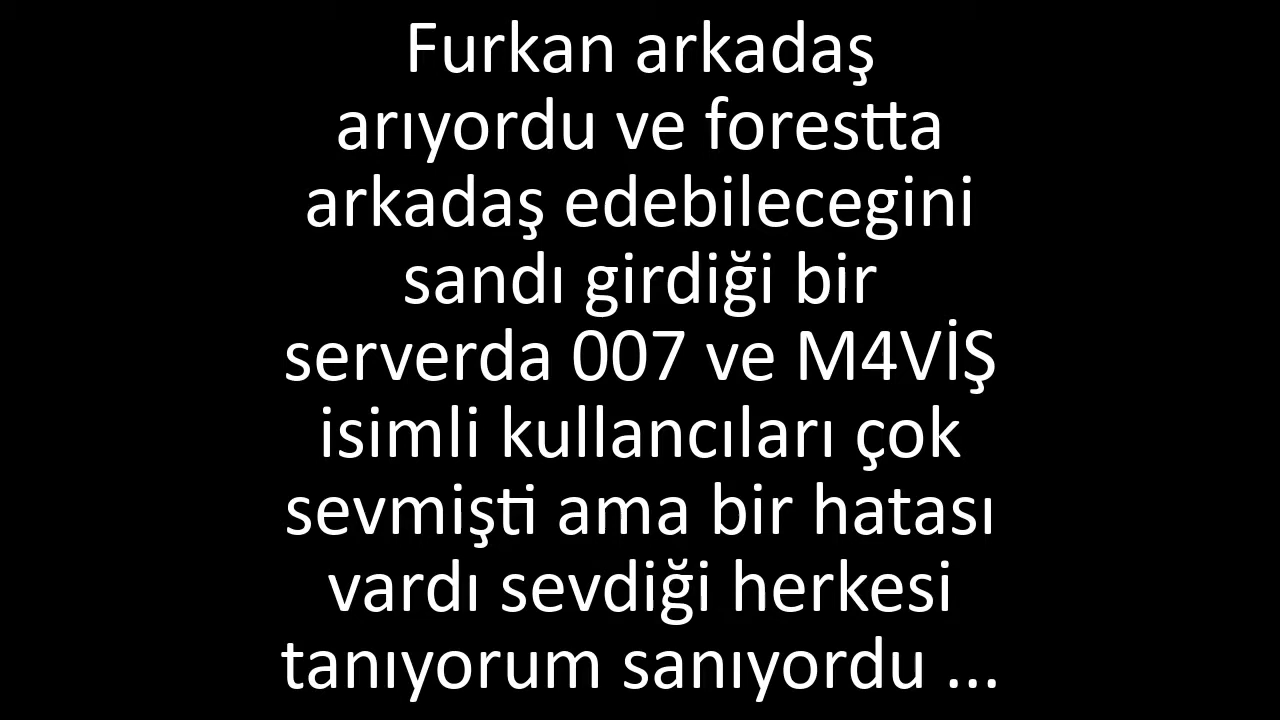 Furkan arkadaş
arıyordu ve forestta
arkadaş edebilecegini
sandı girdiği bir
serverda 007 ve M4VİŞ
isimli kullancıları çok
sevmişti ama bir hatası
vardı sevdiği herkesi
tanıyorum sanıyordu ...